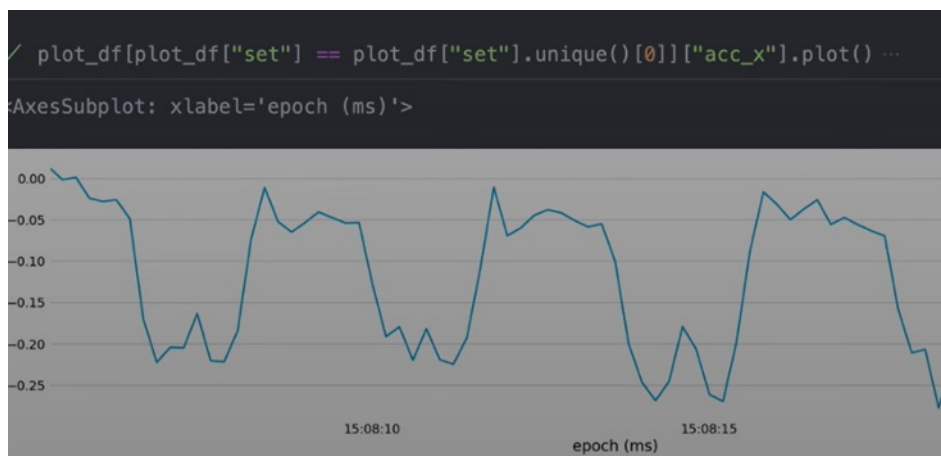 plot_df[plot_df["set"] == plot_df["set"].unique()[0]]["acc_x"].plot() ...
<AxesSubplot: xlabel='epoch (ms)'>
0.00
−0.05
−0.10
−0.15
−0.20
−0.25
15:08:10
15:08:15
epoch (ms)